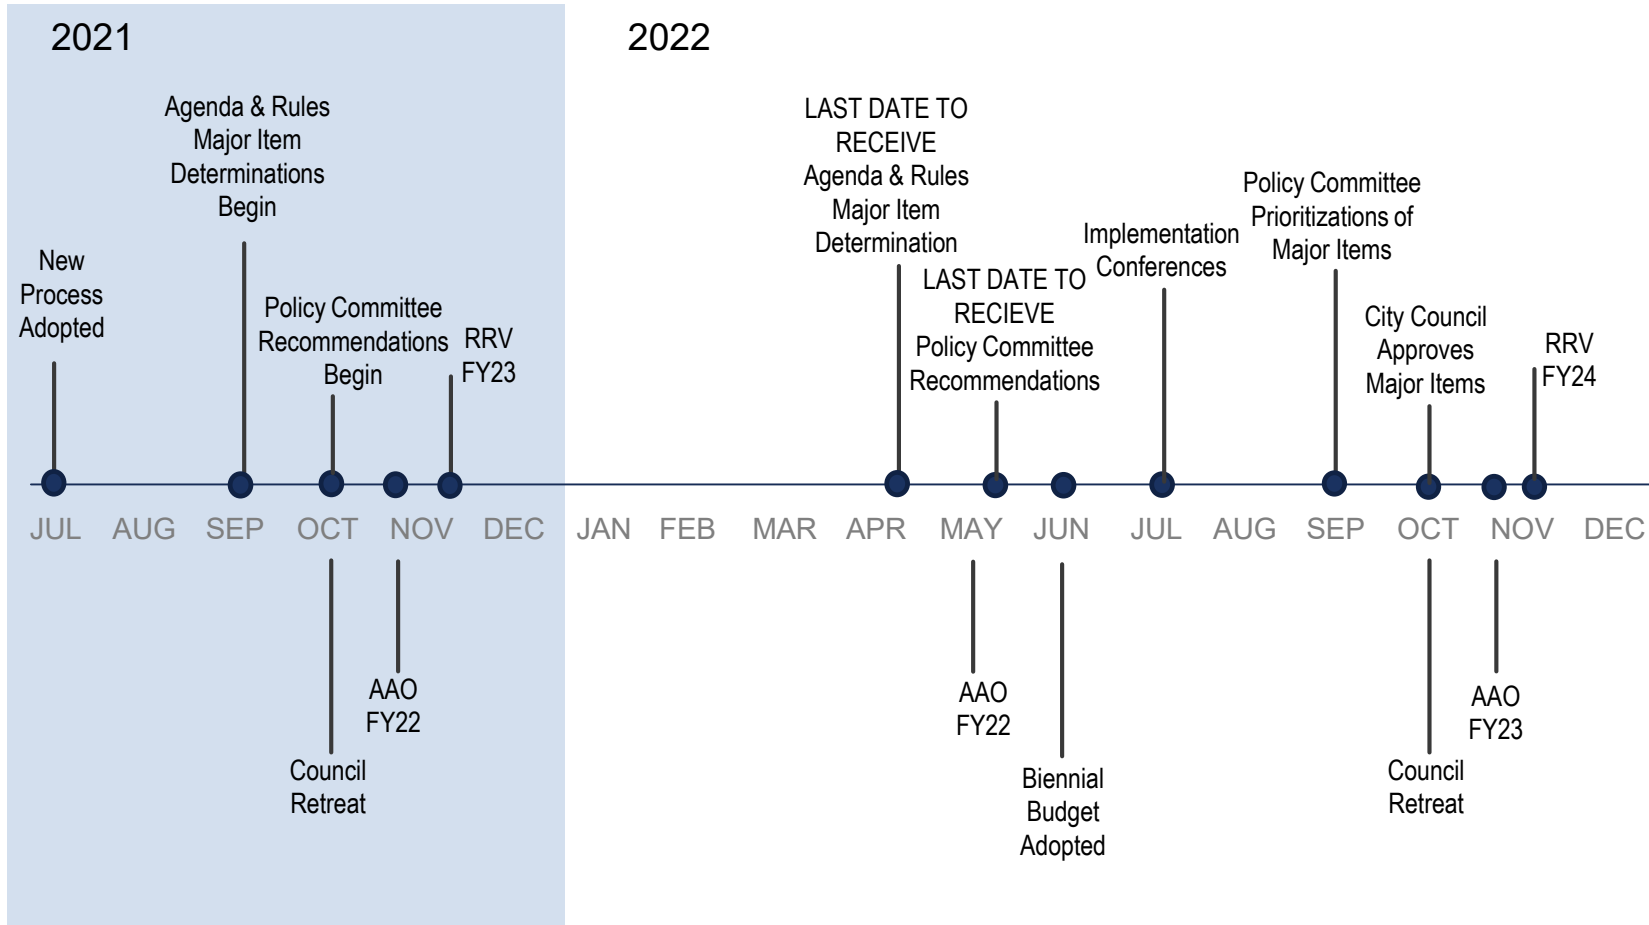 2021
2022
Agenda & Rules
Major Item
Determinations
Begin
LAST DATE TO
RECEIVE
Agenda & Rules
Major Item
Determination
Policy Committee
Prioritizations of
Major Items
New
Process
Adopted
Policy Committee
Recommendations
Begin
RRV
FY23
LAST DATE TO
RECIEVE
Policy Committee
Recommendations
Implementation
Conferences
City Council
Approves
Major Items
RRV
FY24
JUL AUG SEP OCT NOV DEC JAN FEB MAR APR MAY JUN JUL AUG SEP OCT NOV DEC
AAO
FY22
Council
Retreat
AAO
FY22
Biennial
Budget
Adopted
AAO
FY23
Council
Retreat